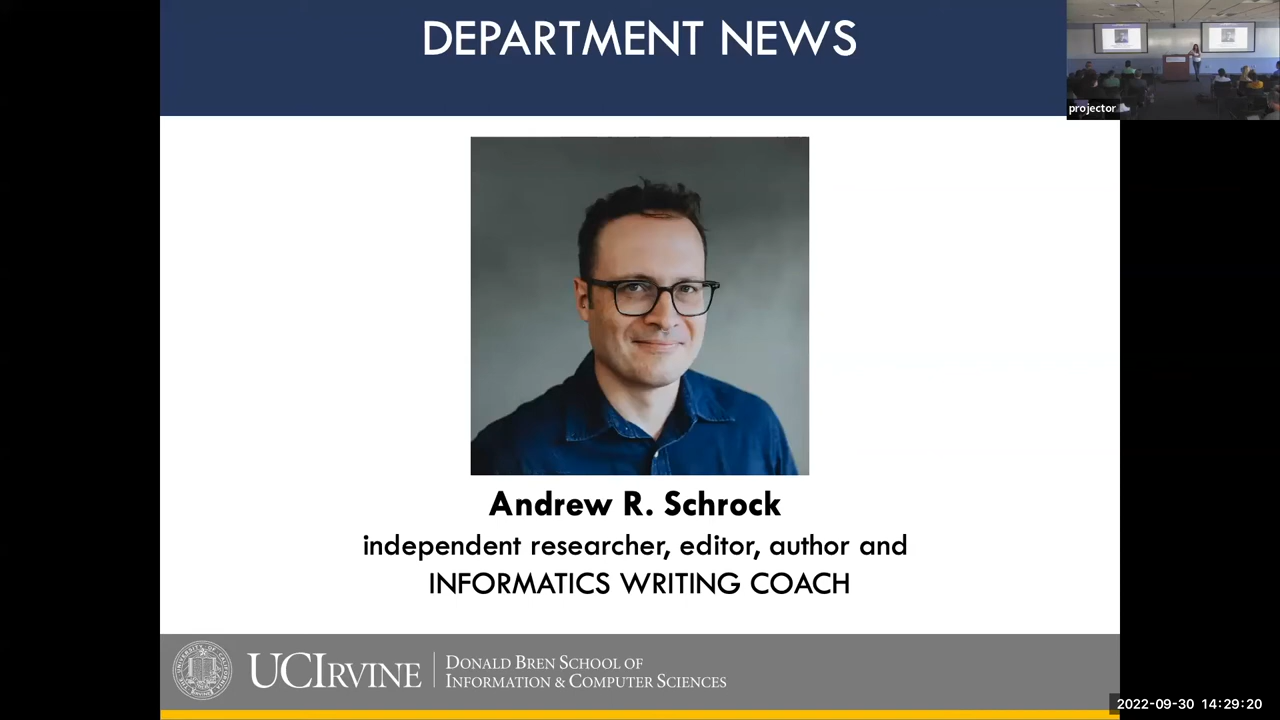 DEPARTMENT NEWS
projector
Andrew R. Schrock
independent researcher, editor, author and
INFORMATICS WRITING COACH
UCIRVINE
DONALD BREN SCHOOL OF
INFORMATION & COMPUTER SCIENCES
2022-09-30 14:29:20